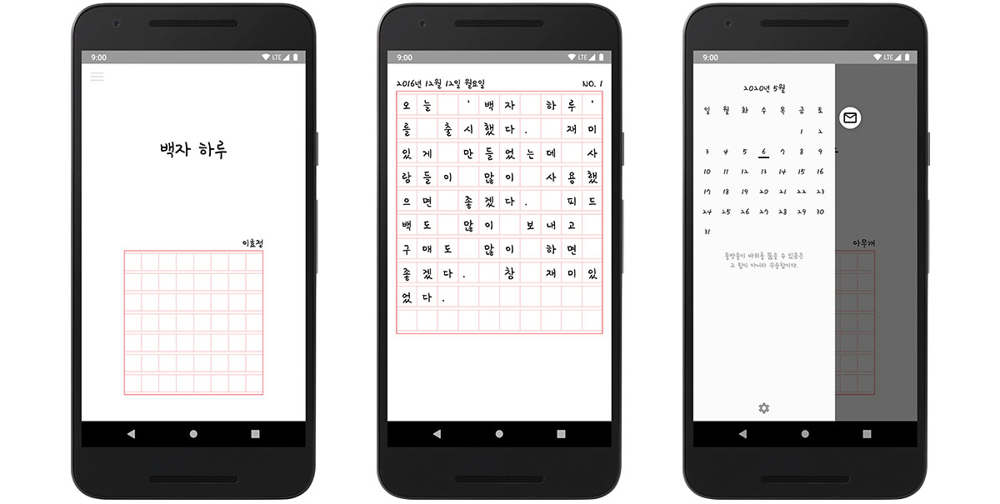 9:00 LTE
백자 하루
이효정
9:00 LTE
2016년 12월 12일 월요일 NO. 1
오늘 '백자 하루'
를 출시했다. 재미
있게 만들었는데 사
랑들이 많이 사용했
으면 좋겠다. 피드
백도 많이 보내고
구매도 많이 하면
좋겠다. 참 재미있
었다.
9:00 LTE
2020년 5월
일 월 화 수 목 금 토
1 2
3 4 5 6 7 8 9
10 11 12 13 14 15 16
17 18 19 20 21 22 23
24 25 26 27 28 29 30
31
물방울이 바위를 뚫을 수 있음은
그 힘이 아니라 꾸준함이다.
아무개